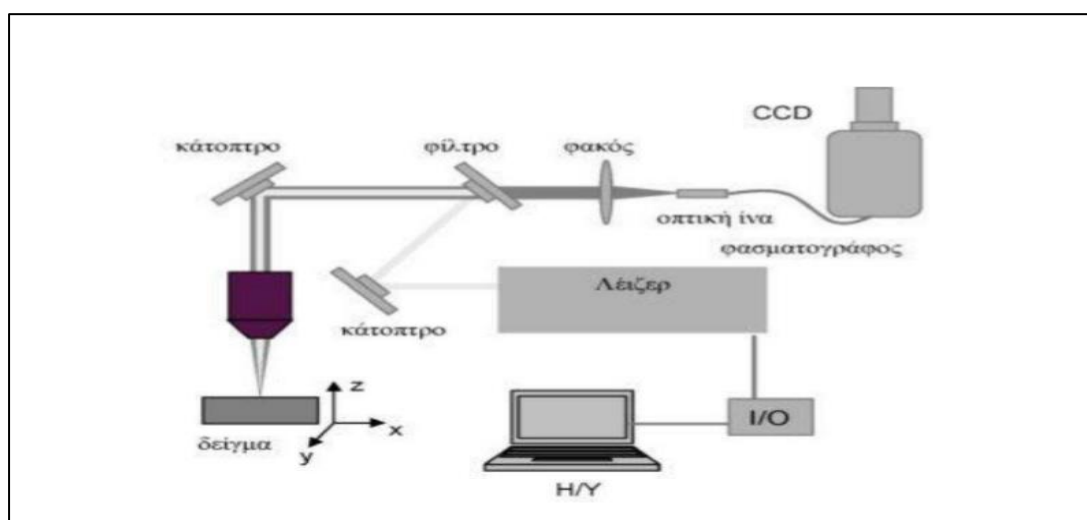 CCD
κάτοπτρο
φίλτρο
φακός
οπτική ίνα
φασματογράφος
Λέιζερ
κάτοπτρο
z
x
y
δείγμα
I/O
Η/Υ